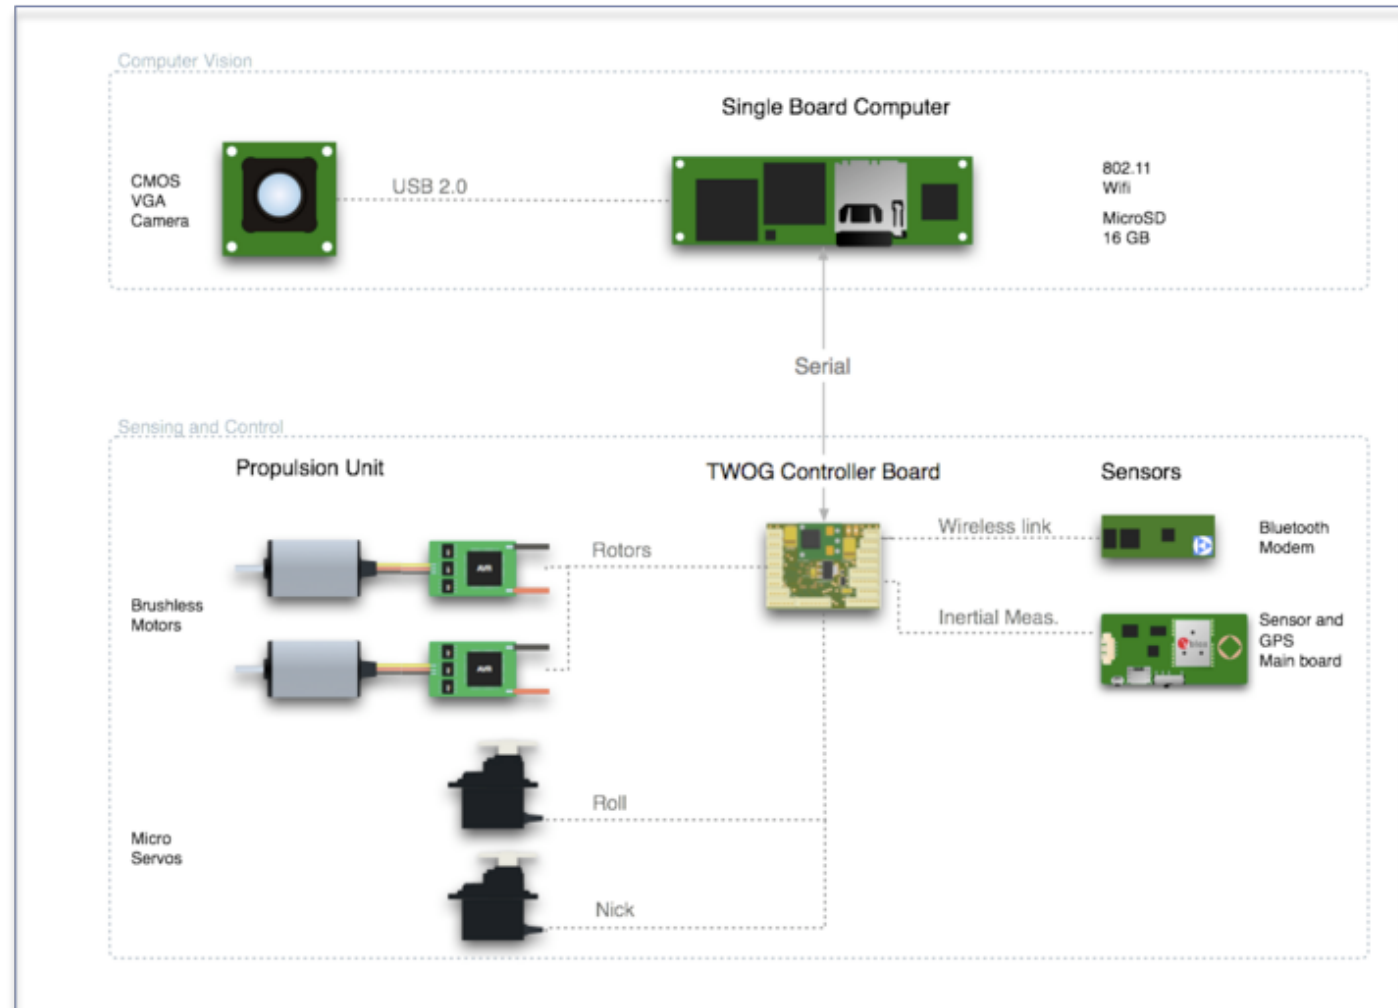 Computer Vision
Single Board Computer
CMOS
VGA
Camera
USB 2.0
802.11
Wifi
MicroSD
16 GB
Serial
Sensing and Control
Propulsion Unit
TWOG Controller Board
Sensors
Brushless
Motors
Rotors
Wireless link
Bluetooth
Modem
Inertial Meas.
Sensor and
GPS
Main board
Micro
Servos
Roll
Nick